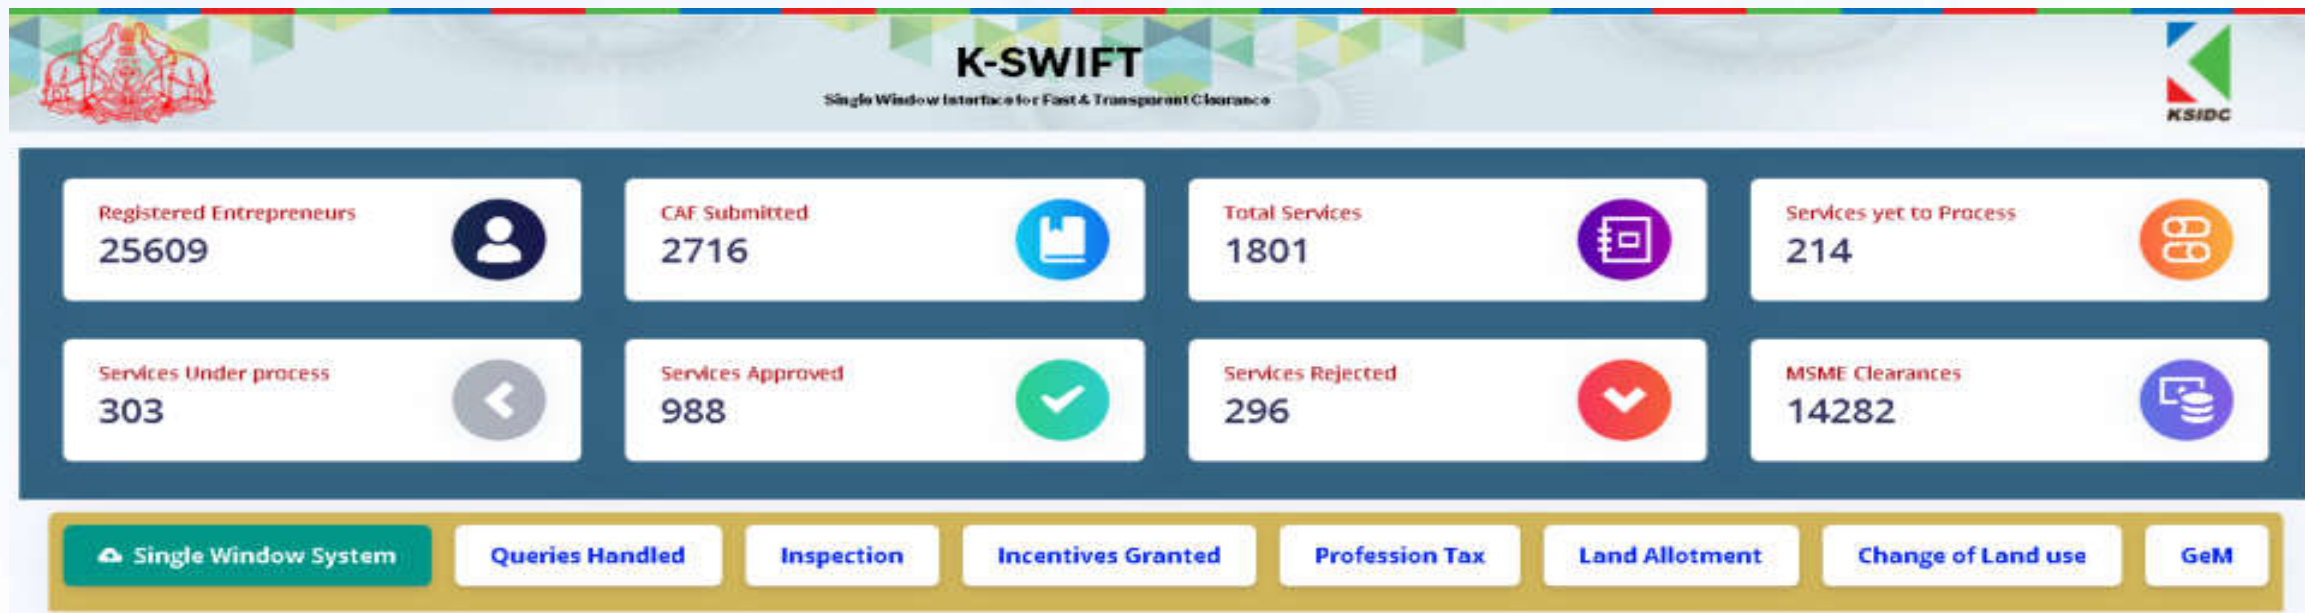 K-SWIFT
Single Window Interface for Fast & Transparent Clearance
KSIDC
Registered Entrepreneurs
25609
CAF Submitted
2716
Total Services
1801
Services yet to Process
214
Services Under process
303
Services Approved
988
Services Rejected
296
MSME Clearances
14282
Single Window System
Queries Handled
Inspection
Incentives Granted
Profession Tax
Land Allotment
Change of Land use
GeM